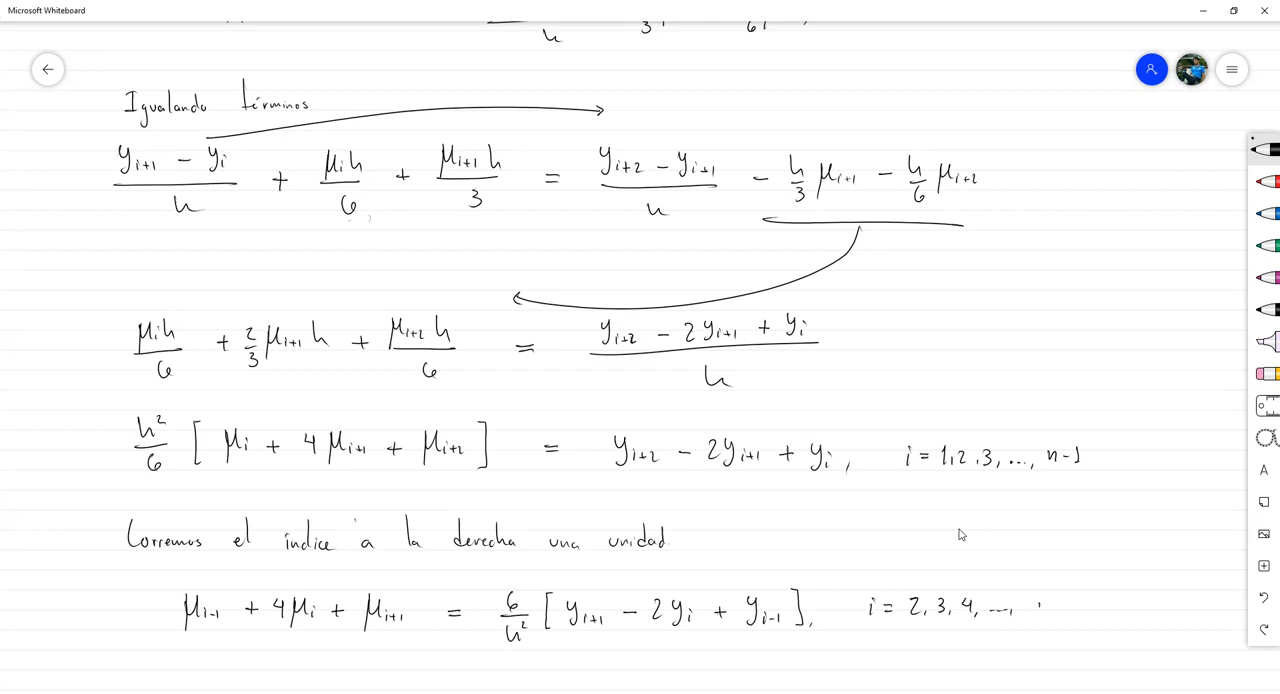 Microsoft Whiteboard
h 3 6
Igualando términos
(y_{i+1} - y_i)/h + μ_i h/6 + μ_{i+1} h/3 = (y_{i+2} - y_{i+1})/h - h/3 μ_{i+1} - h/6 μ_{i+2}
μ_i h/6 + 2/3 μ_{i+1} h + μ_{i+2} h/6 = (y_{i+2} - 2y_{i+1} + y_i)/h
h²/6 [ μ_i + 4μ_{i+1} + μ_{i+2} ] = y_{i+2} - 2y_{i+1} + y_i, i = 1,2,3,..., n-1
Corremos el índice a la derecha una unidad
μ_{i-1} + 4μ_i + μ_{i+1} = 6/h² [ y_{i+1} - 2y_i + y_{i-1} ], i = 2,3,4,...,
A